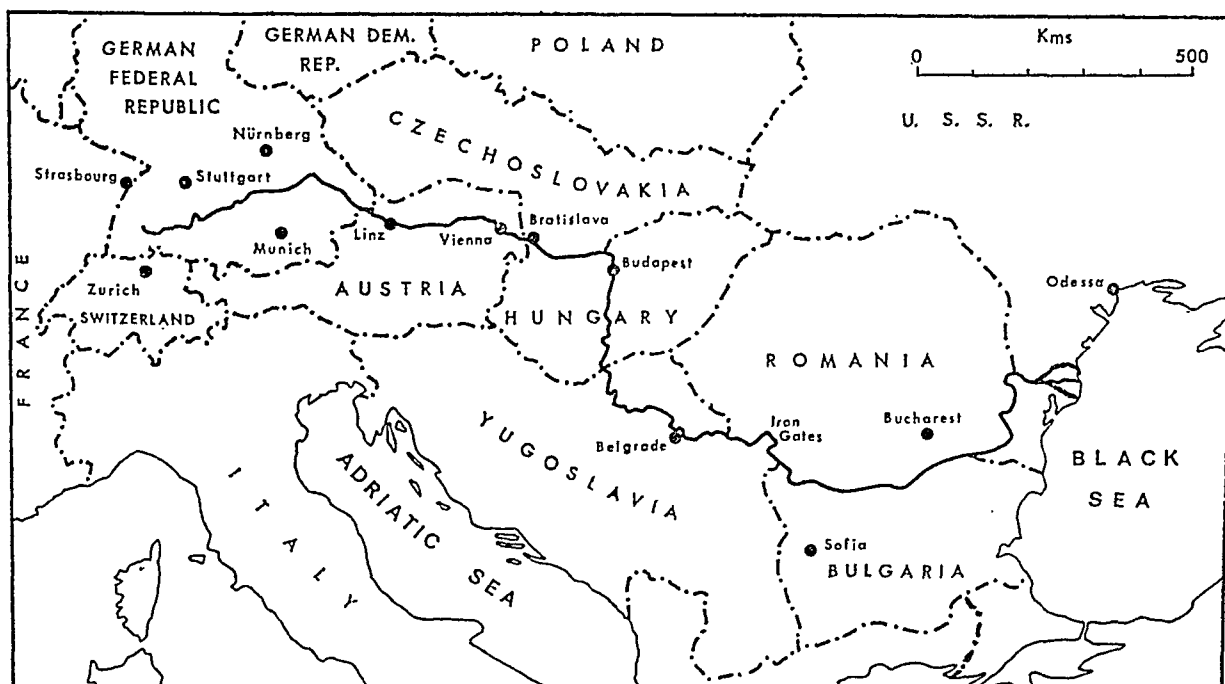 GERMAN
FEDERAL
REPUBLIC
GERMAN DEM.
REP.
POLAND
Kms
0 500
U. S. S. R.
CZECHOSLOVAKIA
Nürnberg
Strasbourg
Stuttgart
Munich
Linz
Vienna
Bratislava
Budapest
Zurich
SWITZERLAND
AUSTRIA
HUNGARY
FRANCE
Odessa
ROMANIA
Bucharest
Iron
Gates
Belgrade
YUGOSLAVIA
ADRIATIC
SEA
ITALY
BLACK
SEA
Sofia
BULGARIA